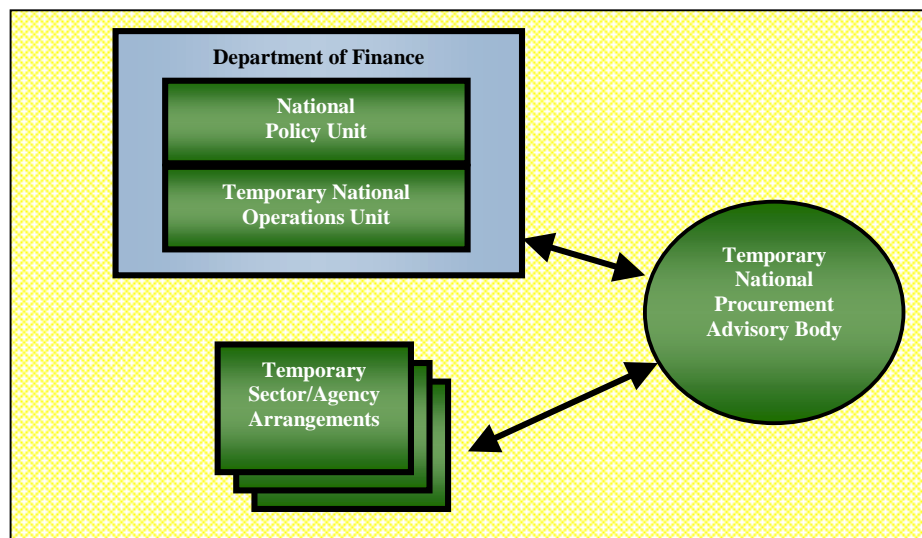 Department of Finance
National
Policy Unit
Temporary National
Operations Unit
Temporary
National
Procurement
Advisory Body
Temporary
Sector/Agency
Arrangements